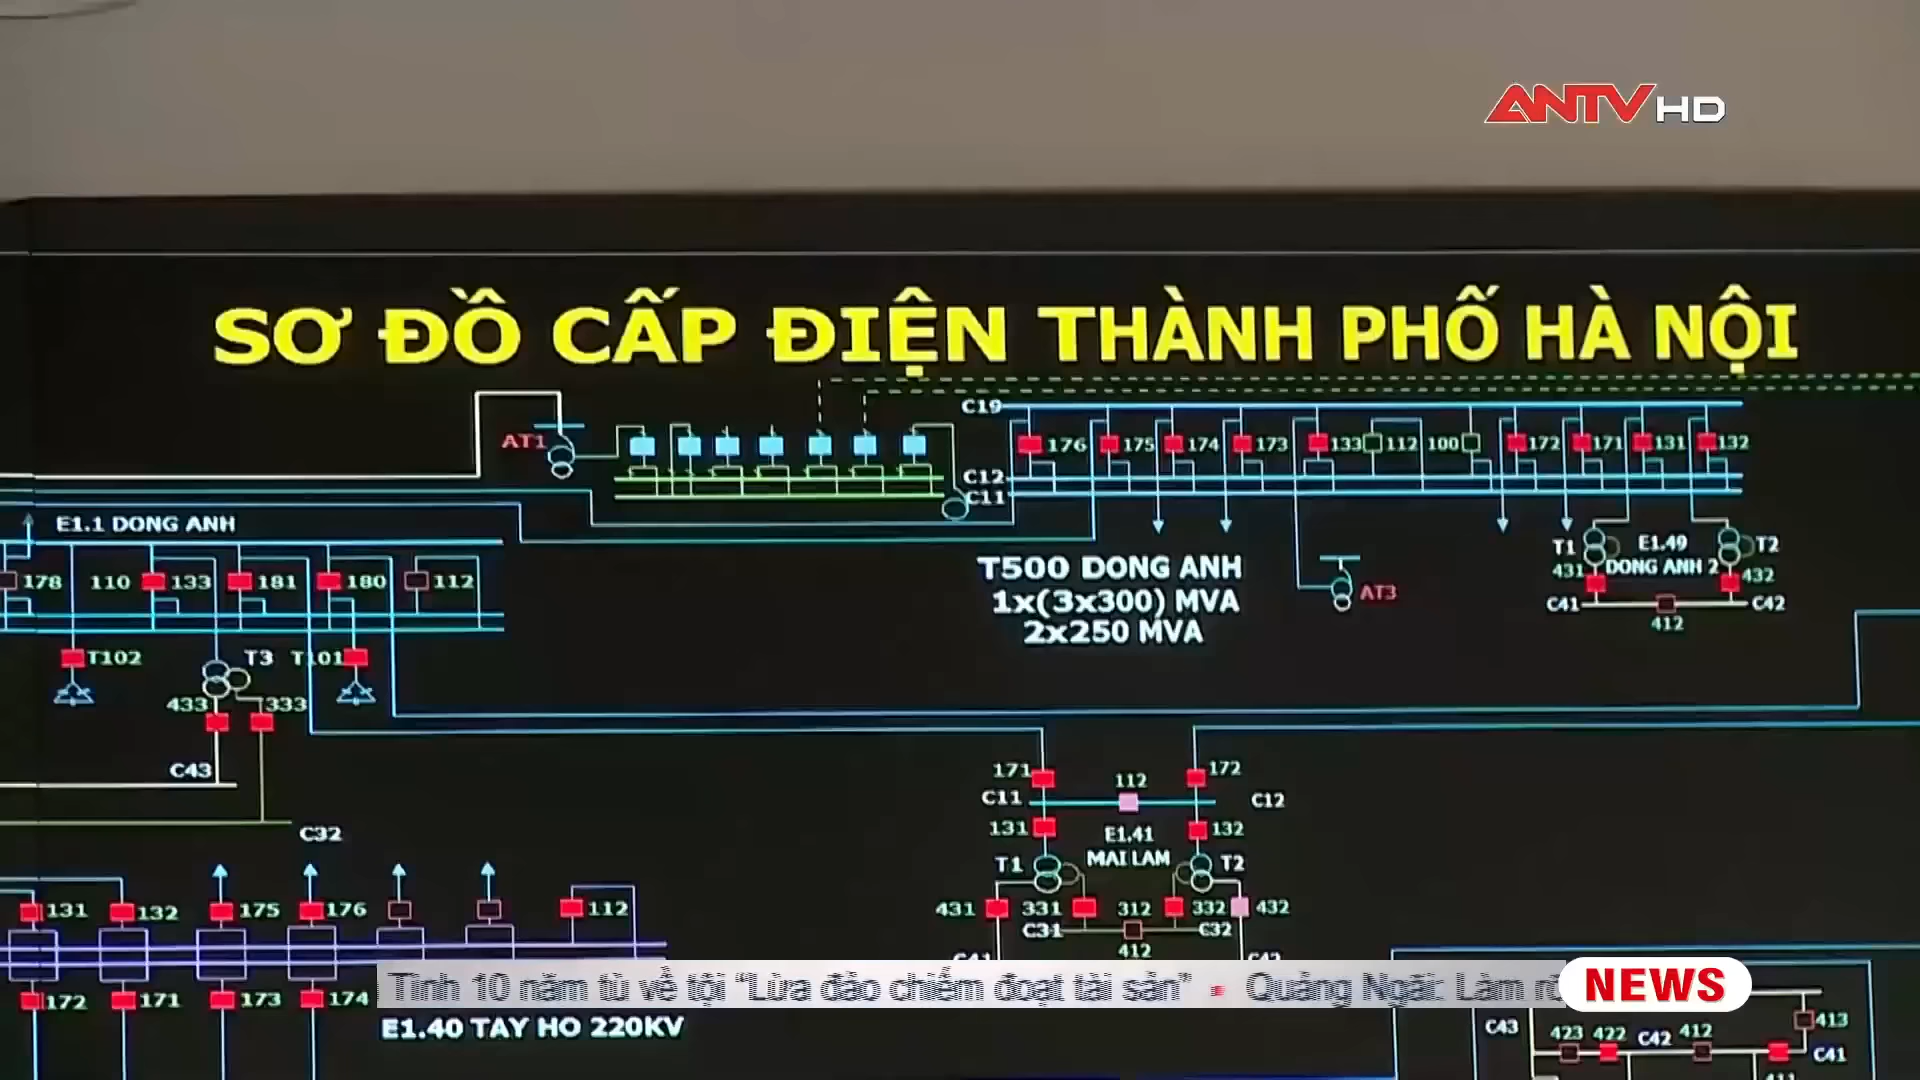 ANTV HD
SƠ ĐỒ CẤP ĐIỆN THÀNH PHỐ HÀ NỘI
C19
AT1
176 175 174 173 133 112 100 172 171 131 132
C12
C11
E1.1 DONG ANH
T1 E1.49 T2
DONG ANH 2
431 432
C41 C42
412
T500 DONG ANH
1x(3x300) MVA
2x250 MVA
AT3
178 110 133 181 180 112
T102 T3 T101
433 333
C43
C32
171 112 172
C11 C12
131 E1.41 132
MAI LAM
T1 T2
431 331 312 332 432
C31 C32
412
C41
131 132 175 176 112
172 171 173 174
Tĩnh 10 năm tù về tội “Lừa đảo chiếm đoạt tài sản” • Quảng Ngãi: Làm rõ
NEWS
E1.40 TAY HO 220KV
C43 423 422 C42 412 413
C41